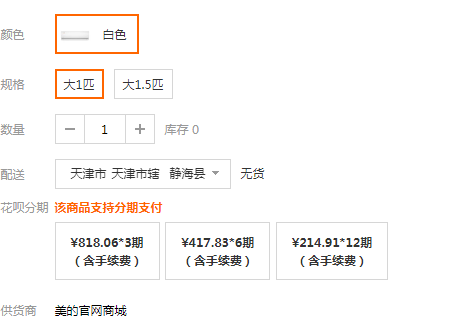 颜色 白色
规格 大1匹 大1.5匹
数量 1 库存 0
配送 天津市 天津市辖 静海县 无货
花呗分期 该商品支持分期付款
¥818.06*3期 ¥417.83*6期 ¥214.91*12期
（含手续费） （含手续费） （含手续费）
供货商 美的官网商城